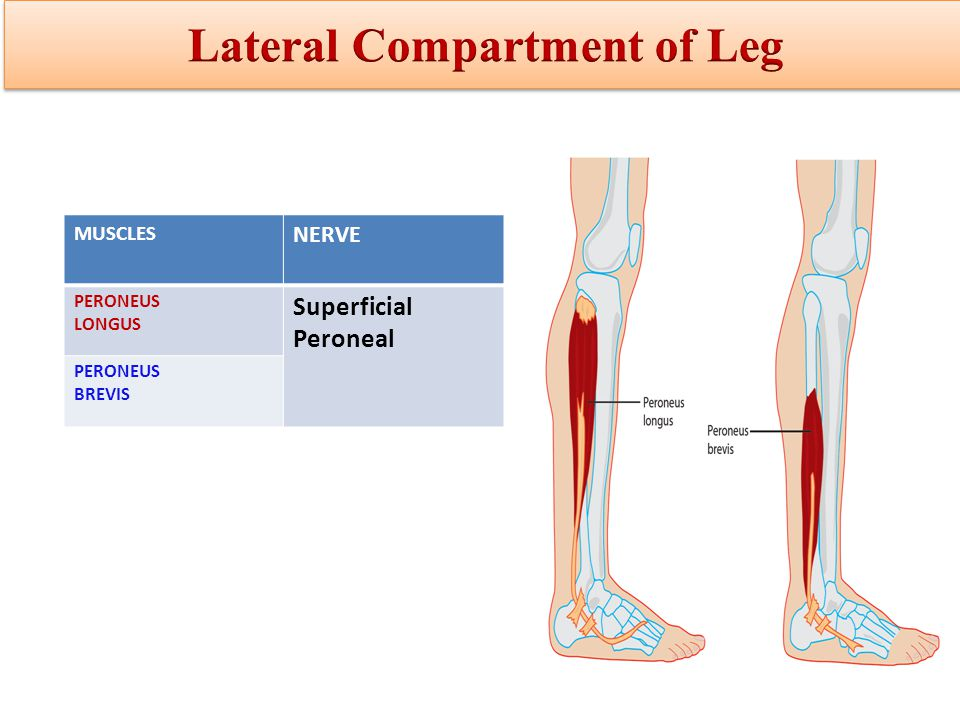 Lateral Compartment of Leg
MUSCLES
NERVE
PERONEUS
LONGUS
Superficial
Peroneal
PERONEUS
BREVIS
Peroneus
longus
Peroneus
brevis